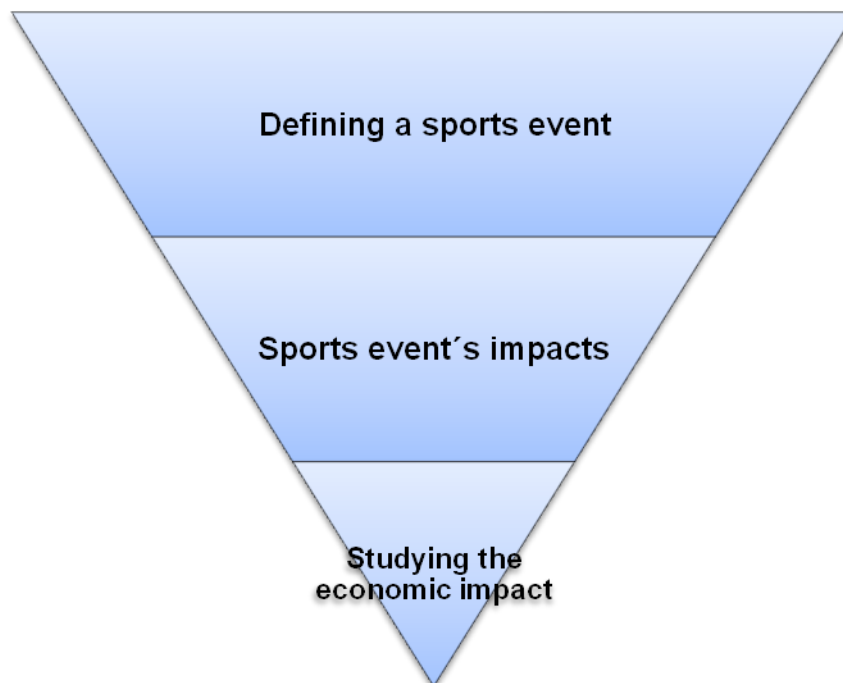 Defining a sports event
Sports event´s impacts
Studying the
economic impact